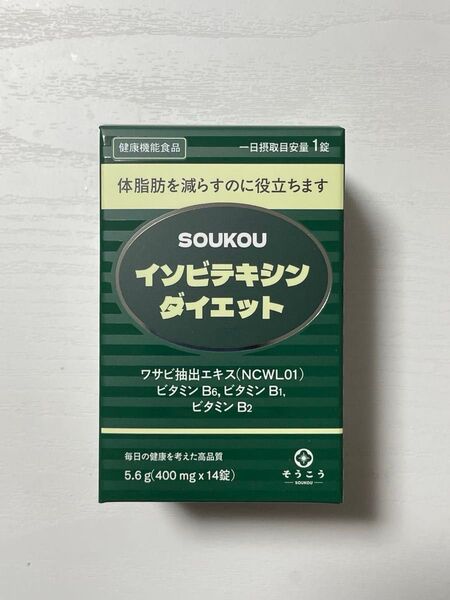 健康機能食品
一日摂取目安量 1錠
体脂肪を減らすのに役立ちます
SOUKOU
イソビテキシン
ダイエット
ワサビ抽出エキス(NCWL01)
ビタミン B6, ビタミン B1,
ビタミン B2
毎日の健康を考えた高品質
5.6 g(400 mg x 14錠)
そうこう
SOUKOU